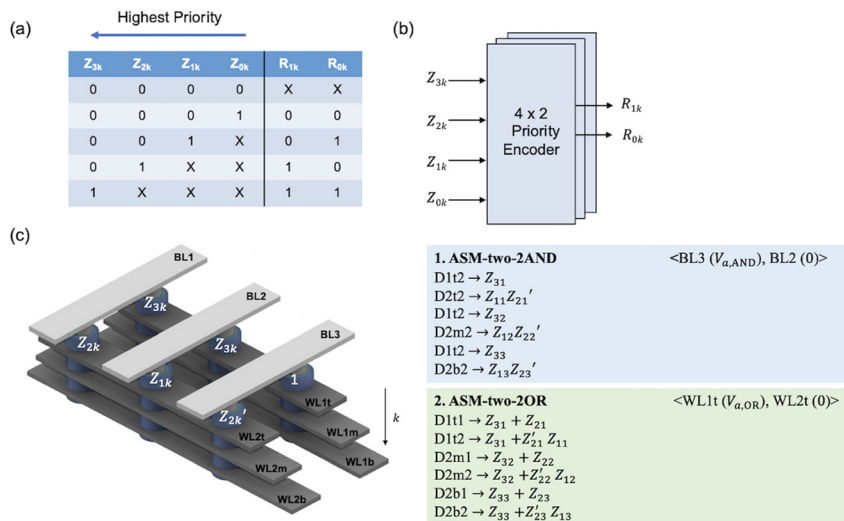 (a)
Highest Priority
Z3k Z2k Z1k Z0k R1k R0k
0 0 0 0 X X
0 0 0 1 0 0
0 0 1 X 0 1
0 1 X X 1 0
1 X X X 1 1
(b)
Z3k
Z2k
Z1k
Z0k
4 x 2
Priority
Encoder
R1k
R0k
(c)
BL1
Z3k
BL2
Z2k
Z3k
BL3
Z1k
1
Z2k′
WL1t
WL1m
WL1b
WL2t
WL2m
WL2b
k
1. ASM-two-2AND <BL3 (Va,AND), BL2 (0)>
D1t2 → Z31
D2t2 → Z11Z21′
D1t2 → Z32
D2m2 → Z12Z22′
D1t2 → Z33
D2b2 → Z13Z23′
2. ASM-two-2OR <WL1t (Va,OR), WL2t (0)>
D1t1 → Z31 + Z21
D1t2 → Z31 +Z′21 Z11
D2m1 → Z32 + Z22
D2m2 → Z32 +Z′22 Z12
D2b1 → Z33 + Z23
D2b2 → Z33 +Z′23 Z13